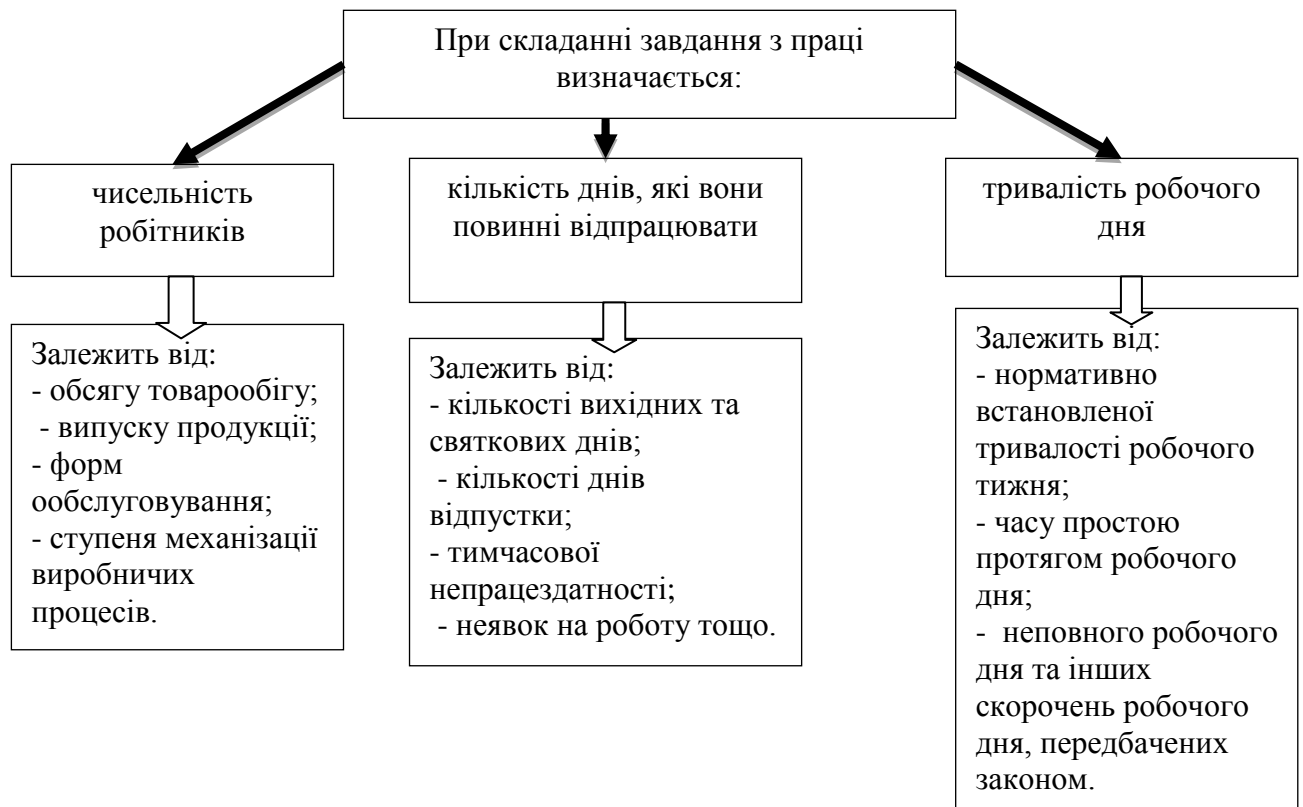 При складанні завдання з праці
визначається:
чисельність
робітників
кількість днів, які вони
повинні відпрацювати
тривалість робочого
дня
Залежить від:
- обсягу товарообігу;
- випуску продукції;
- форм
ообслуговування;
- ступеня механізації
виробничих
процесів.
Залежить від:
- кількості вихідних та
святкових днів;
- кількості днів
відпустки;
- тимчасової
непрацездатності;
- неявок на роботу тощо.
Залежить від:
- нормативно
встановленої
тривалості робочого
тижня;
- часу простою
протягом робочого
дня;
- неповного робочого
дня та інших
скорочень робочого
дня, передбачених
законом.